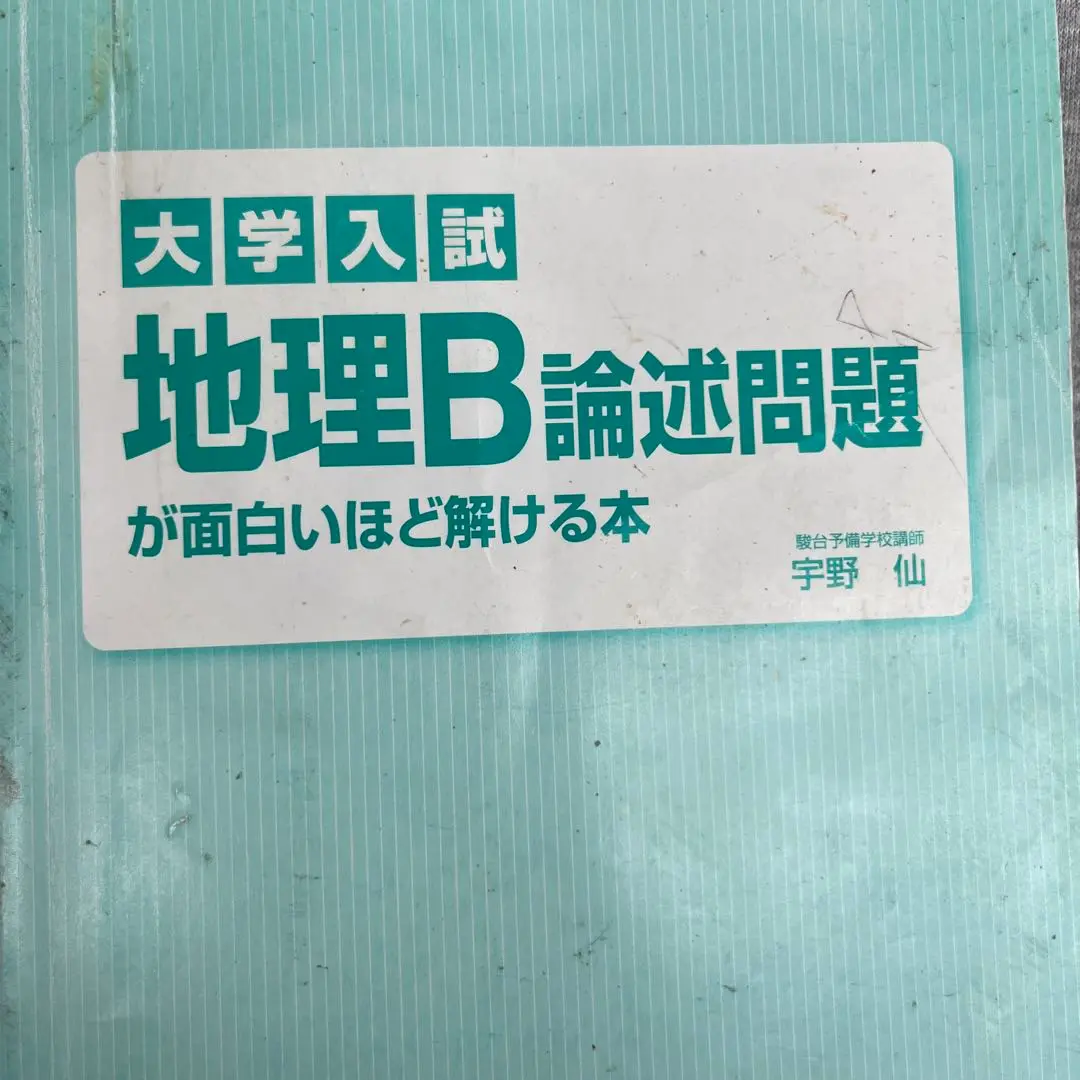 大学入試
地理B論述問題
が面白いほど解ける本
駿台予備学校講師
宇野 仙